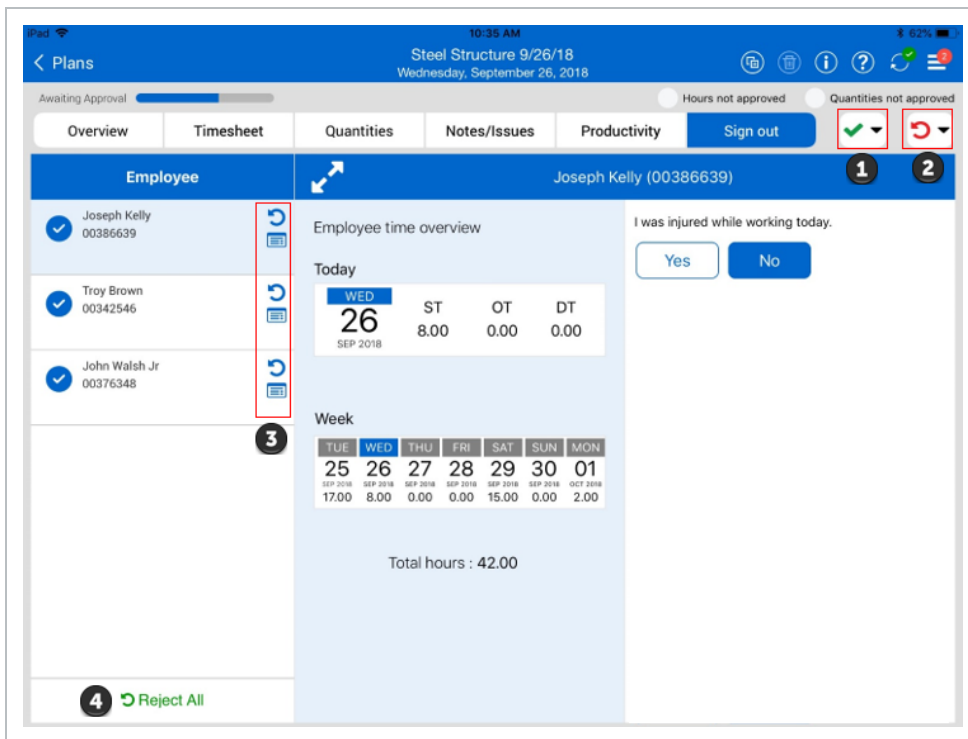 iPad 10:35 AM 62%
Plans
Steel Structure 9/26/18
Wednesday, September 26, 2018
2
Awaiting Approval Hours not approved Quantities not approved
Overview Timesheet Quantities Notes/Issues Productivity Sign out
1 2
Employee
Joseph Kelly (00386639)
Joseph Kelly
00386639
Troy Brown
00342546
John Walsh Jr
00376348
3
4 Reject All
Employee time overview
Today
WED
26
SEP 2018
ST OT DT
8.00 0.00 0.00
Week
TUE WED THU FRI SAT SUN MON
25 26 27 28 29 30 01
SEP 2018 SEP 2018 SEP 2018 SEP 2018 SEP 2018 SEP 2018 OCT 2018
17.00 8.00 0.00 0.00 15.00 0.00 2.00
Total hours : 42.00
I was injured while working today.
Yes No